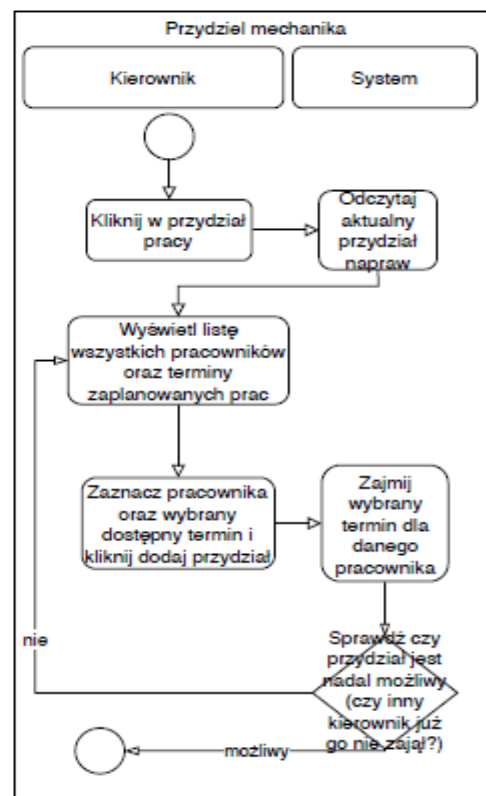 Przydziel mechanika
Kierownik
System
Kliknij w przydział
pracy
Odczytaj
aktualny
przydział
napraw
Wyświetl listę
wszystkich pracowników
oraz terminy
zaplanowanych prac
Zaznacz pracownika
oraz wybrany
dostępny termin i
kliknij dodaj przydział
Zajmij
wybrany
termin dla
danego
pracownika
Sprawdź czy
przydział jest
nadal możliwy
(czy inny
kierownik już
go nie zajął?)
nie
możliwy